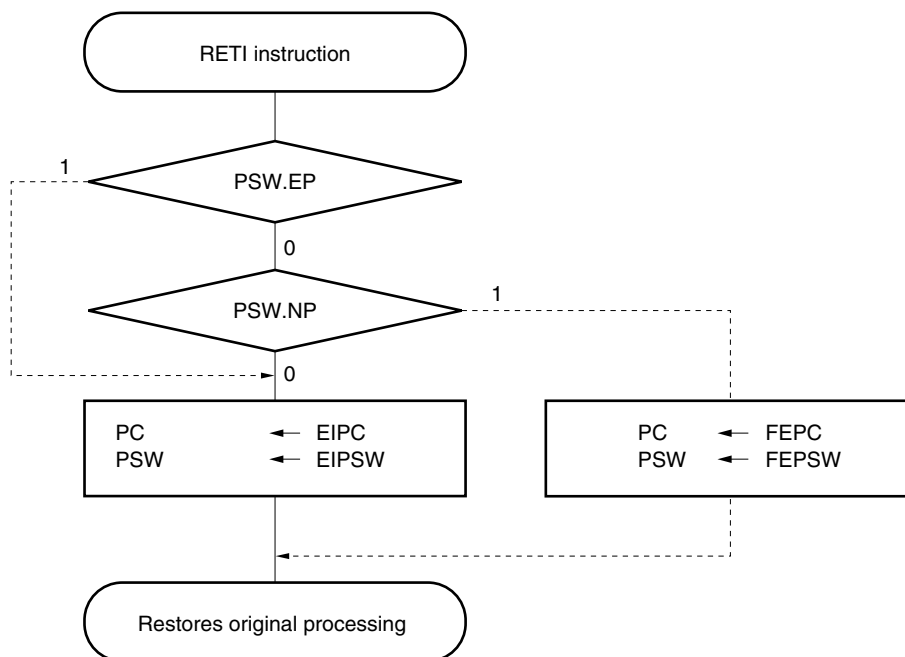 RETI instruction
1
PSW.EP
0
PSW.NP
1
0
PC ← EIPC
PSW ← EIPSW
PC ← FEPC
PSW ← FEPSW
Restores original processing